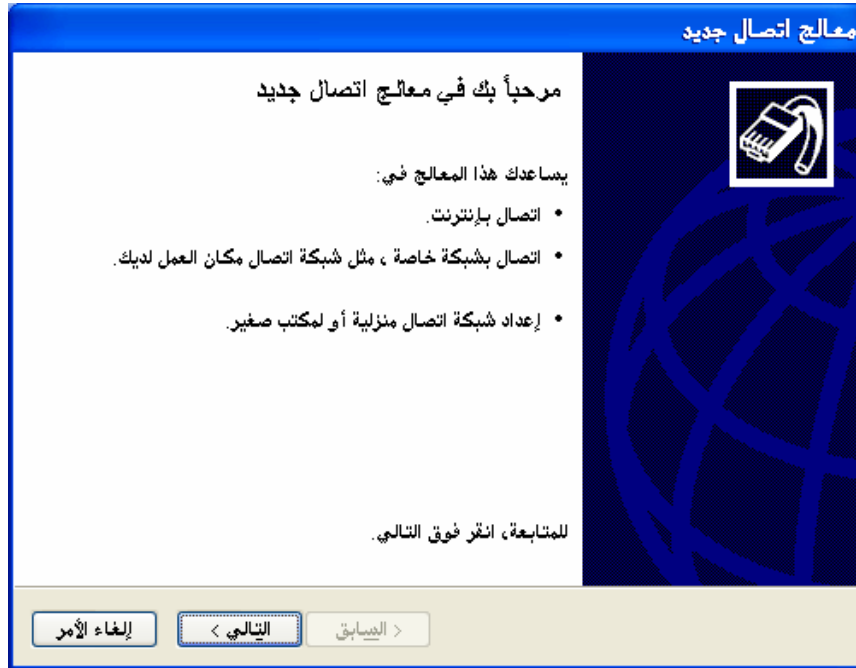 معالج اتصال جديد
مرحباً بك في معالج اتصال جديد
يساعدك هذا المعالج في:
• اتصال بإنترنت.
• اتصال بشبكة خاصة ، مثل شبكة اتصال مكان العمل لديك.
• إعداد شبكة اتصال منزلية أو لمكتب صغير.
للمتابعة، انقر فوق التالي.
< السابق
التالي >
إلغاء الأمر